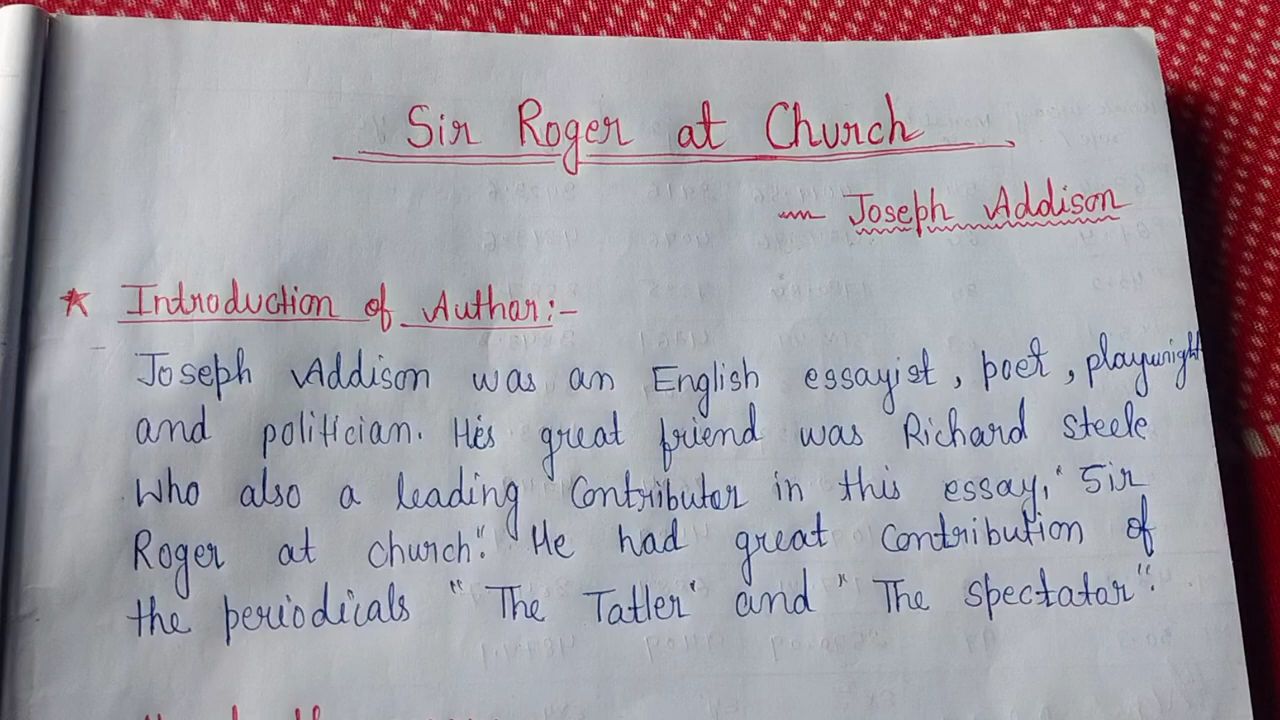 Sir Roger at Church
— Joseph Addison
* Introduction of Author:-
Joseph Addison was an English essayist, poet, playwright
and politician. His great friend was Richard Steele
Who also a leading Contributer in this essay, "Sir
Roger at church". He had great Contribution of
the periodicals "The Tatler" and "The Spectator".